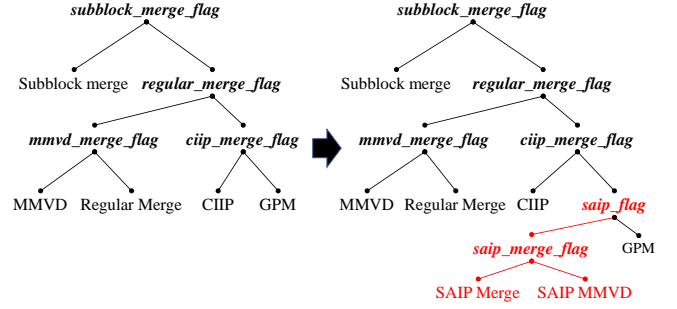 subblock_merge_flag
Subblock merge
regular_merge_flag
mmvd_merge_flag
ciip_merge_flag
MMVD
Regular Merge
CIIP
GPM
subblock_merge_flag
Subblock merge
regular_merge_flag
mmvd_merge_flag
ciip_merge_flag
MMVD
Regular Merge
CIIP
saip_flag
saip_merge_flag
GPM
SAIP Merge
SAIP MMVD